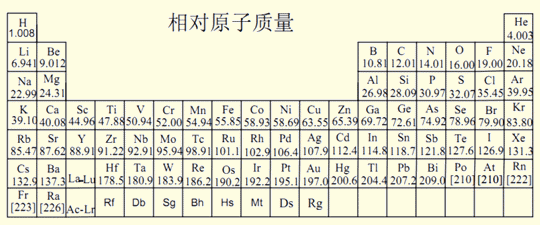 相对原子质量
H He
1.008 4.003
Li Be B C N O F Ne
6.941 9.012 10.81 12.01 14.01 16.00 19.00 20.18
Na Mg Al Si P S Cl Ar
22.99 24.31 26.98 28.09 30.97 32.07 35.45 39.95
K Ca Sc Ti V Cr Mn Fe Co Ni Cu Zn Ga Ge As Se Br Kr
39.10 40.08 44.96 47.88 50.94 52.00 54.94 55.85 58.93 58.69 63.55 65.39 69.72 72.61 74.92 78.96 79.90 83.80
Rb Sr Y Zr Nb Mo Tc Ru Rh Pd Ag Cd In Sn Sb Te I Xe
85.47 87.62 88.91 91.22 92.91 95.94 98.91 101.1 102.9 106.4 107.9 112.4 114.8 118.7 121.8 127.6 126.9 131.3
Cs Ba La-Lu Hf Ta W Re Os Ir Pt Au Hg Tl Pb Bi Po At Rn
132.9 137.3 178.5 180.9 183.9 186.2 190.2 192.2 195.1 197.0 200.6 204.4 207.2 209.0 [210] [210] [222]
Fr Ra Ac-Lr Rf Db Sg Bh Hs Mt Ds Rg
[223] [226]